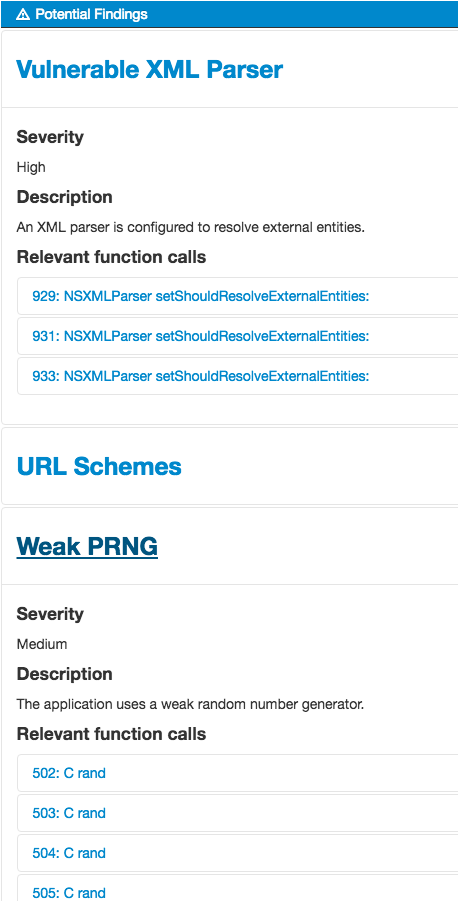 Potential Findings
Vulnerable XML Parser
Severity
High
Description
An XML parser is configured to resolve external entities.
Relevant function calls
929: NSXMLParser setShouldResolveExternalEntities:
931: NSXMLParser setShouldResolveExternalEntities:
933: NSXMLParser setShouldResolveExternalEntities:
URL Schemes
Weak PRNG
Severity
Medium
Description
The application uses a weak random number generator.
Relevant function calls
502: C rand
503: C rand
504: C rand
505: C rand